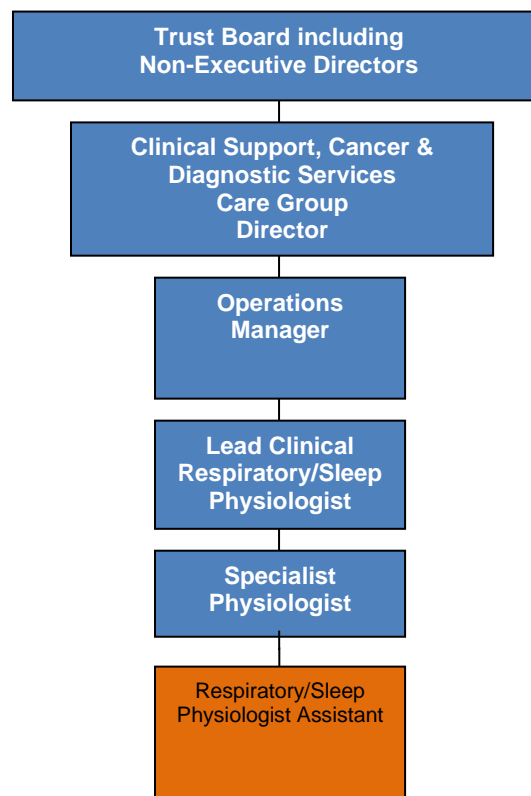 Trust Board including
Non-Executive Directors
Clinical Support, Cancer &
Diagnostic Services
Care Group
Director
Operations
Manager
Lead Clinical
Respiratory/Sleep
Physiologist
Specialist
Physiologist
Respiratory/Sleep
Physiologist Assistant